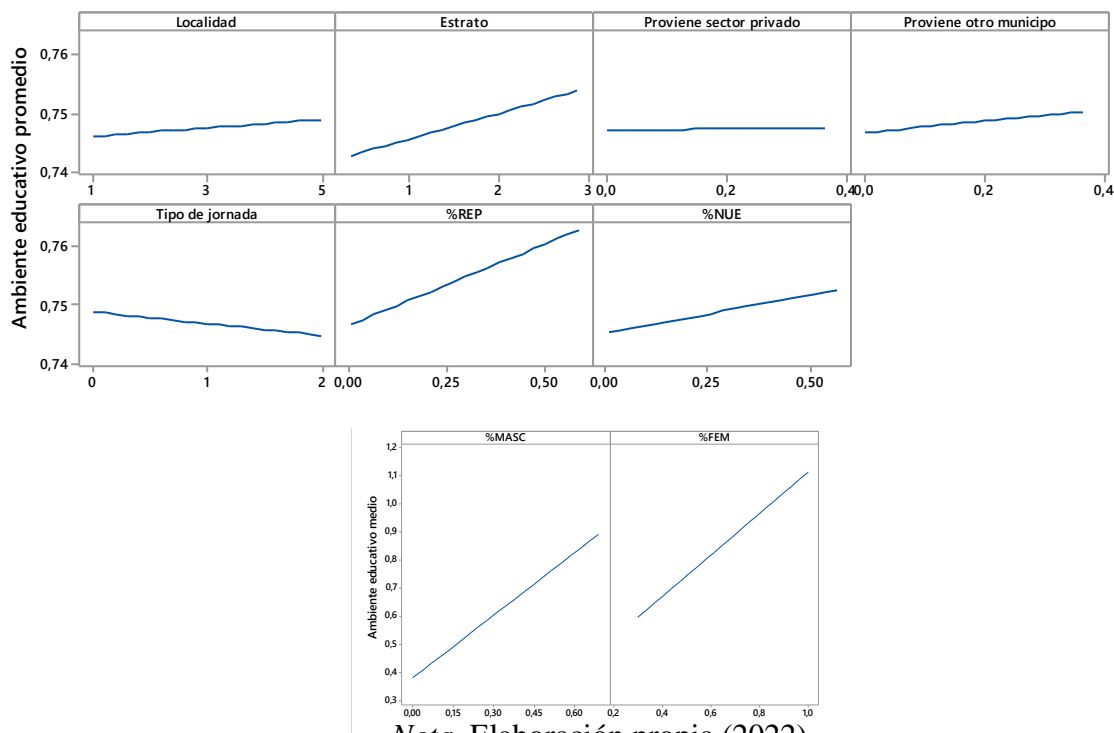 Localidad Estrato Proviene sector privado Proviene otro municipo
Ambiente educativo promedio
0,76
0,75
0,74
1 3 5 1 2 3 0,0 0,2 0,4 0,0 0,2 0,4
Tipo de jornada %REP %NUE
0,76
0,75
0,74
0 1 2 0,00 0,25 0,50 0,00 0,25 0,50
%MASC %FEM
Ambiente educativo medio
1,2
1,1
1,0
0,9
0,8
0,7
0,6
0,5
0,4
0,3
0,00 0,15 0,30 0,45 0,60 0,2 0,4 0,6 0,8 1,0
Nota. Elaboración propia (2022)